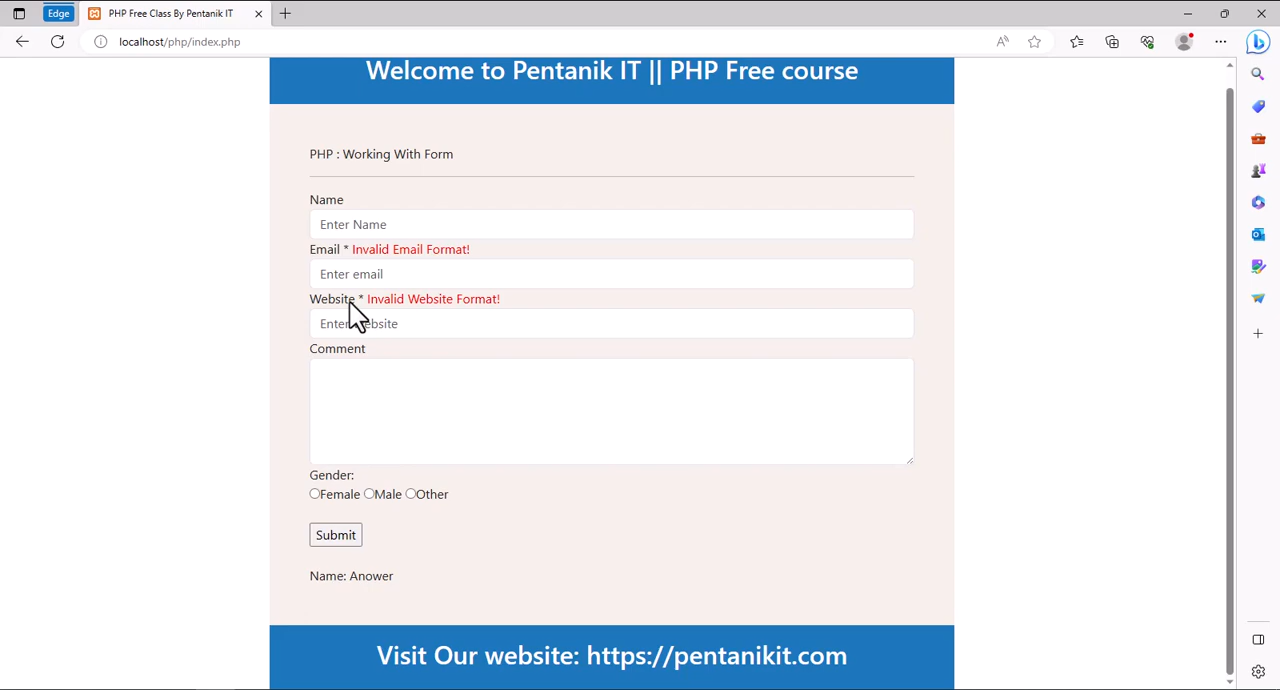 Edge
PHP Free Class By Pentanik IT
localhost/php/index.php
Welcome to Pentanik IT || PHP Free course
PHP : Working With Form
Name
Enter Name
Email * Invalid Email Format!
Enter email
Website * Invalid Website Format!
Enter website
Comment
Gender:
Female Male Other
Submit
Name: Anower
Visit Our website: https://pentanikit.com